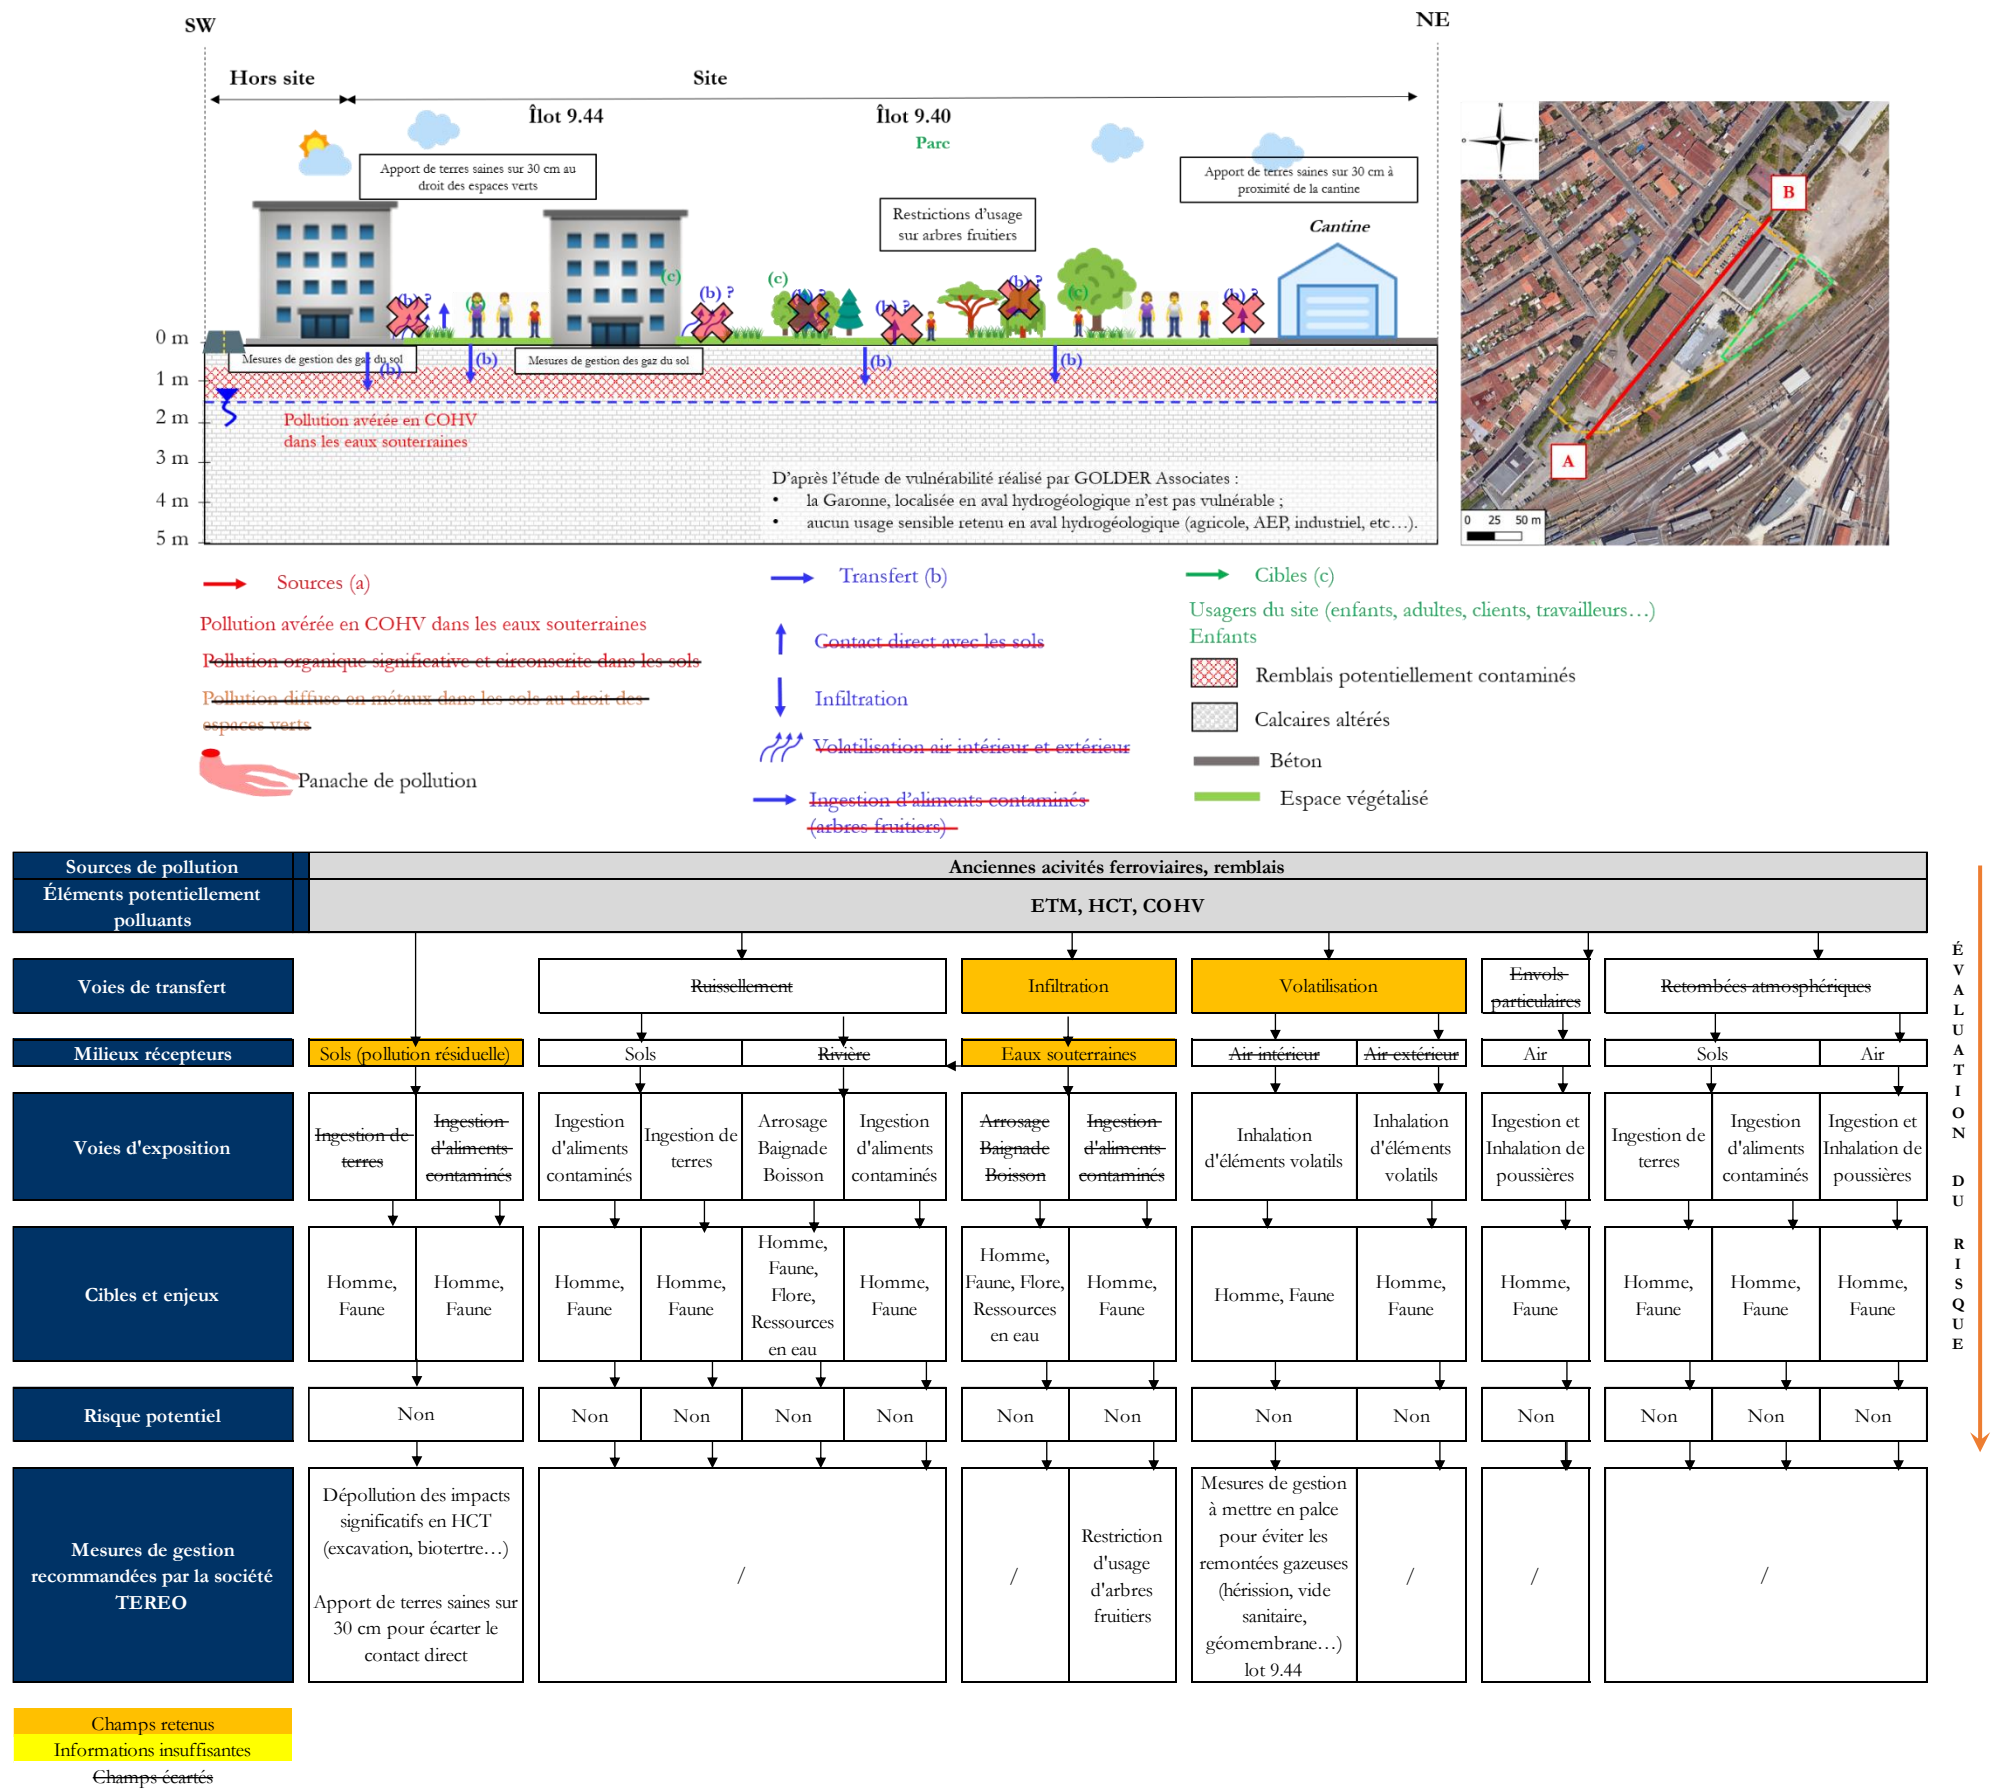 SW
NE
Hors site
Site
Îlot 9.44
Îlot 9.40
Parc
Apport de terres saines sur 30 cm au
droit des espaces verts
Apport de terres saines sur 30 cm à
proximité de la cantine
Restrictions d'usage
sur arbres fruitiers
Cantine
(c)
(c)
(c)
(b) ?
(b) ?
(b) ?
(b) ?
(b) ?
0 m
1 m
2 m
3 m
4 m
5 m
Mesures de gestion des gaz du sol
Mesures de gestion des gaz du sol
(b)
(b)
(b)
(b)
Pollution avérée en COHV
dans les eaux souterraines
D'après l'étude de vulnérabilité réalisé par GOLDER Associates :
• la Garonne, localisée en aval hydrogéologique n'est pas vulnérable ;
• aucun usage sensible retenu en aval hydrogéologique (agricole, AEP, industriel, etc…).
N
S
B
A
0 25 50 m
Sources (a)
Pollution avérée en COHV dans les eaux souterraines
Pollution organique significative et circonscrite dans les sols
Pollution diffuse en métaux dans les sols au droit des
espaces verts
Panache de pollution
Transfert (b)
Contact direct avec les sols
Infiltration
Volatilisation air intérieur et extérieur
Ingestion d'aliments contaminés
(arbres fruitiers)
Cibles (c)
Usagers du site (enfants, adultes, clients, travailleurs…)
Enfants
Remblais potentiellement contaminés
Calcaires altérés
Béton
Espace végétalisé
Sources de pollution
Anciennes acivités ferroviaires, remblais
Éléments potentiellement
polluants
ETM, HCT, COHV
Voies de transfert
Ruissellement
Infiltration
Volatilisation
Envols
particulaires
Retombées atmosphériques
Milieux récepteurs
Sols (pollution résiduelle)
Sols
Rivière
Eaux souterraines
Air intérieur
Air extérieur
Air
Sols
Air
Voies d'exposition
Ingestion de
terres
Ingestion
d'aliments
contaminés
Ingestion
d'aliments
contaminés
Ingestion de
terres
Arrosage
Baignade
Boisson
Ingestion
d'aliments
contaminés
Arrosage
Baignade
Boisson
Ingestion
d'aliments
contaminés
Inhalation
d'éléments volatils
Inhalation
d'éléments
volatils
Ingestion et
Inhalation de
poussières
Ingestion de
terres
Ingestion
d'aliments
contaminés
Ingestion et
Inhalation de
poussières
Cibles et enjeux
Homme,
Faune
Homme,
Faune
Homme,
Faune
Homme,
Faune
Homme,
Faune,
Flore,
Ressources
en eau
Homme,
Faune
Homme,
Faune, Flore,
Ressources
en eau
Homme,
Faune
Homme, Faune
Homme,
Faune
Homme,
Faune
Homme,
Faune
Homme,
Faune
Homme,
Faune
Risque potentiel
Non
Non
Non
Non
Non
Non
Non
Non
Non
Non
Non
Non
Non
Mesures de gestion
recommandées par la société
TEREO
Dépollution des impacts
significatifs en HCT
(excavation, biotertre…)
Apport de terres saines sur
30 cm pour écarter le
contact direct
/
/
Restriction
d'usage
d'arbres
fruitiers
Mesures de gestion
à mettre en palce
pour éviter les
remontées gazeuses
(hérission, vide
sanitaire,
géomembrane…)
lot 9.44
/
/
/
ÉVALUATION DU RISQUE
Champs retenus
Informations insuffisantes
Champs écartés